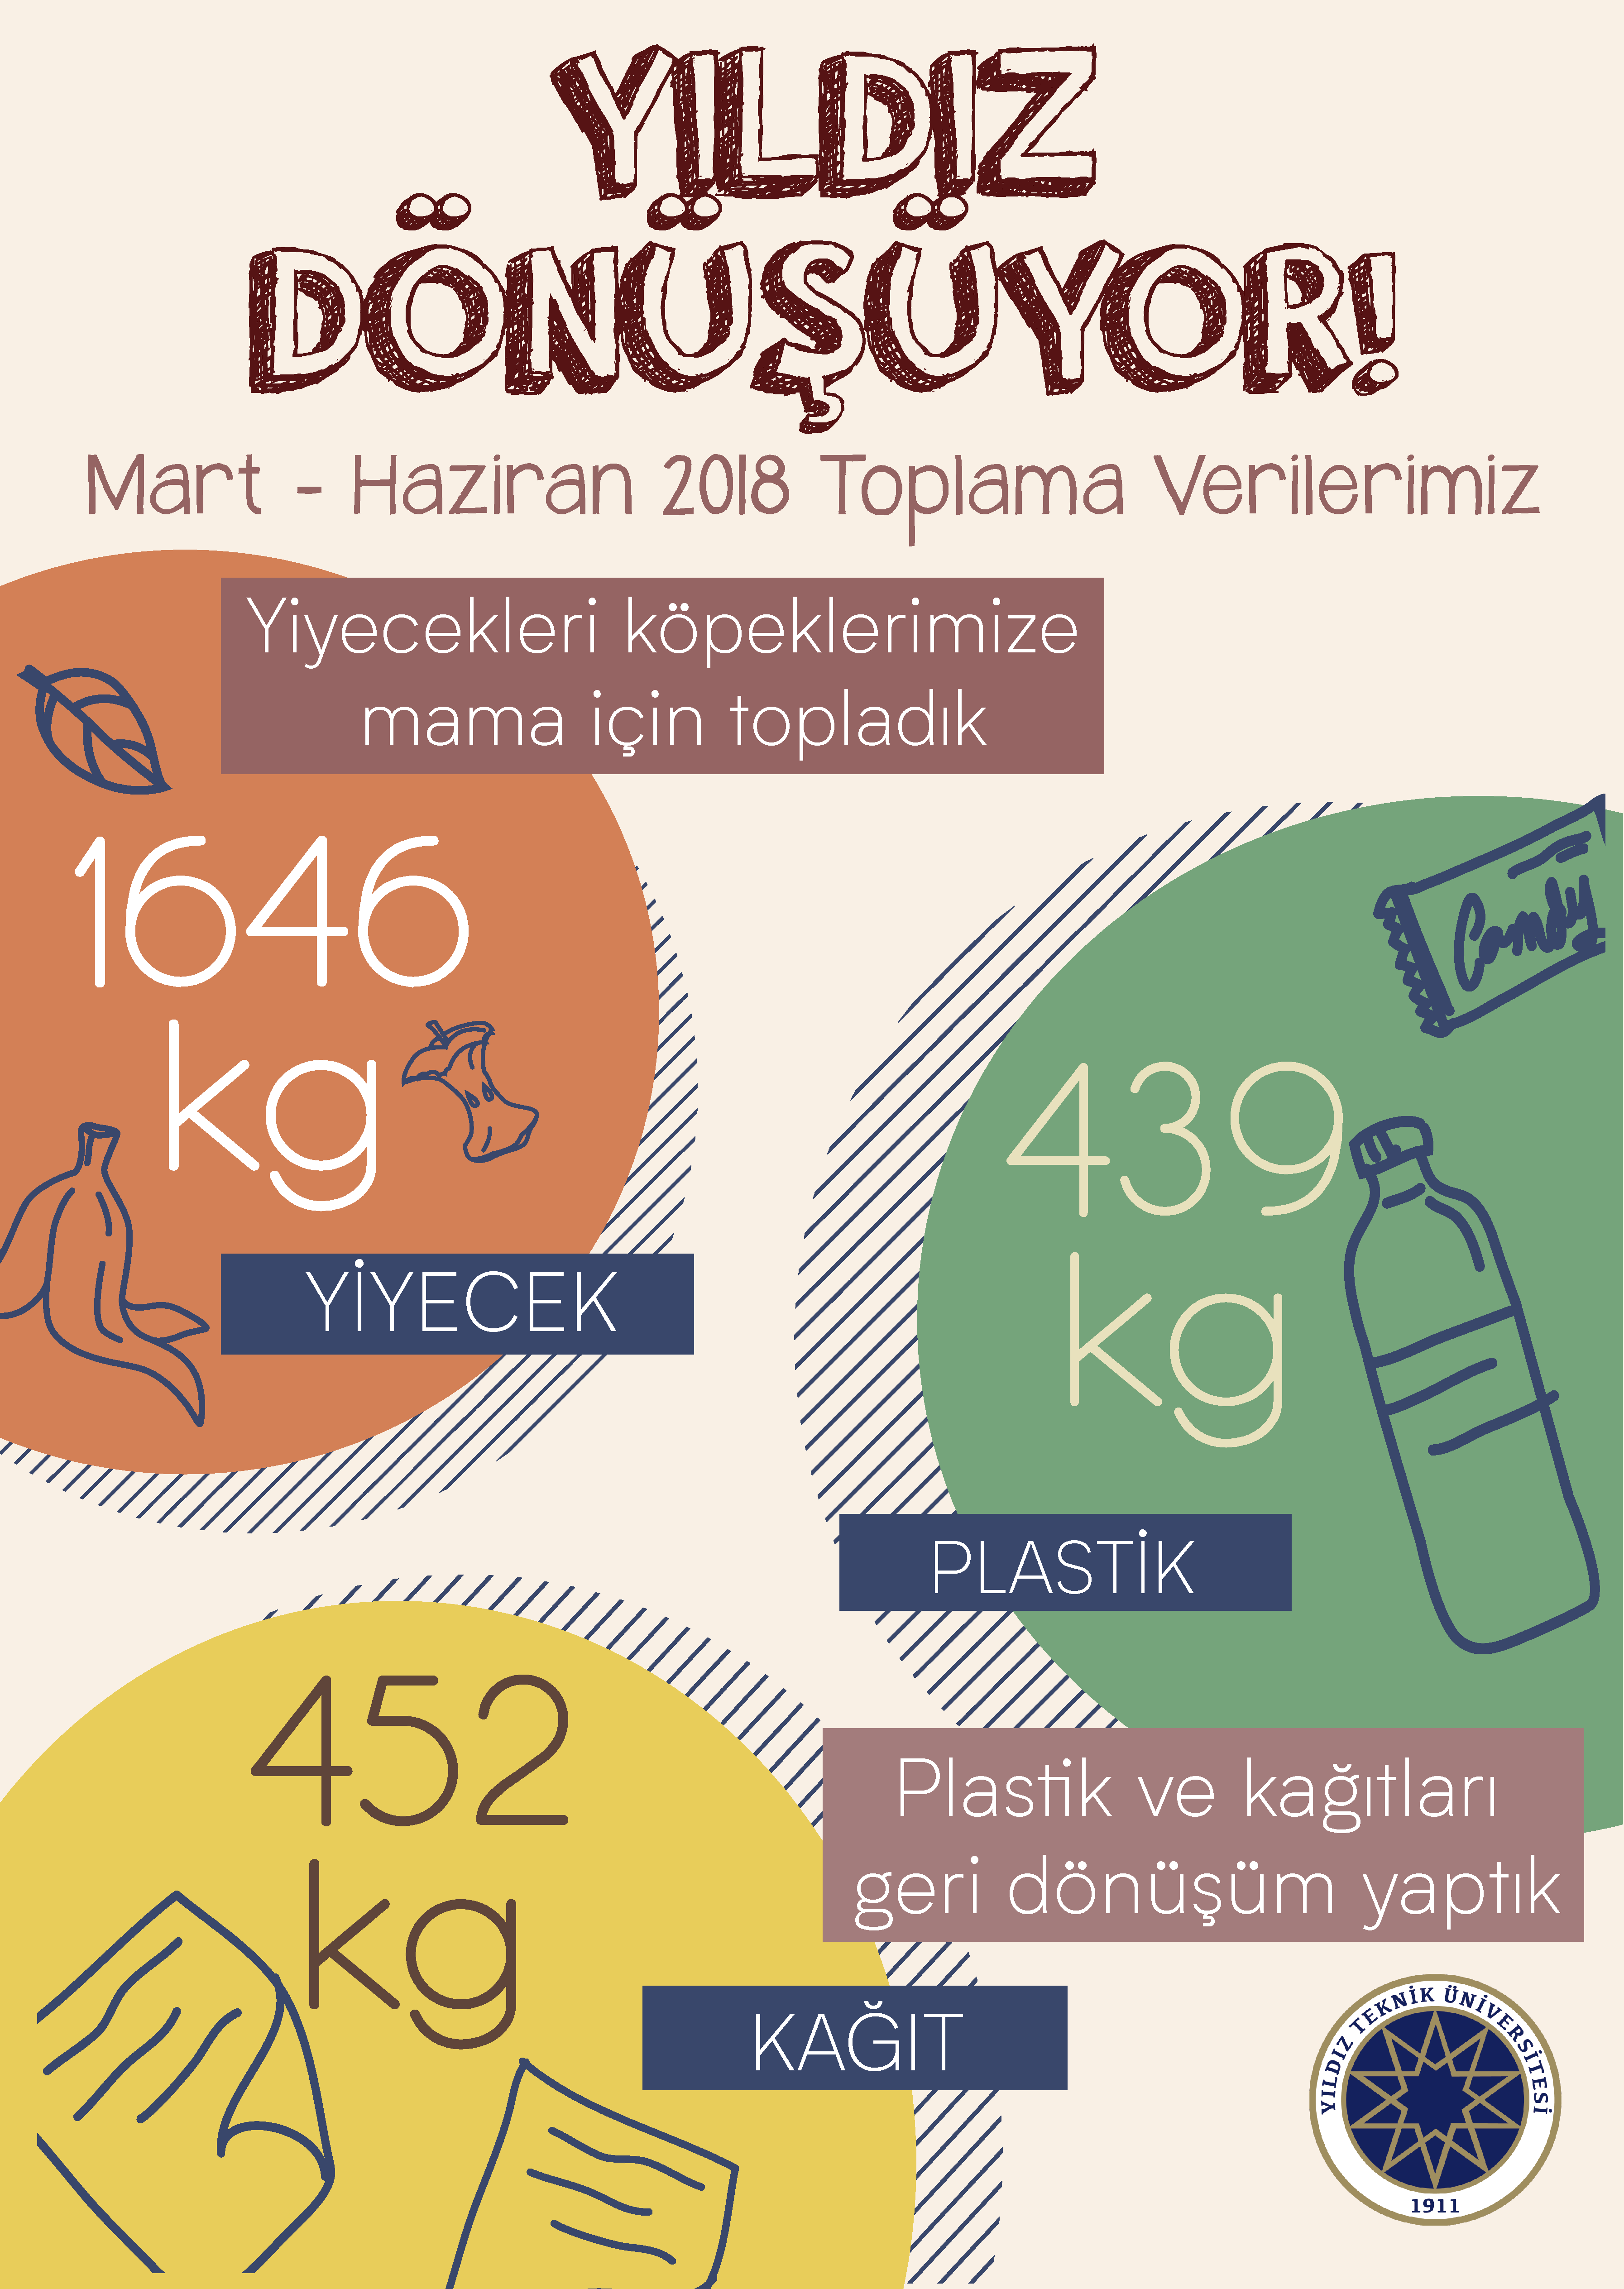 YILDIZ
DÖNÜŞÜYOR!
Mart - Haziran 2018 Toplama Verilerimiz
Yiyecekleri köpeklerimize
mama için topladık
1646
kg
YİYECEK
Candy
439
kg
PLASTİK
452
kg
KAĞIT
Plastik ve kağıtları
geri dönüşüm yaptık
YILDIZ TEKNİK ÜNİVERSİTESİ
1911